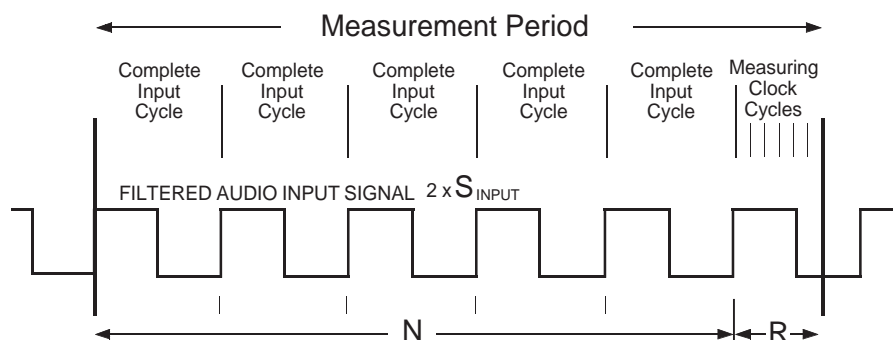 Measurement Period
Complete Input Cycle
Complete Input Cycle
Complete Input Cycle
Complete Input Cycle
Complete Input Cycle
Measuring Clock Cycles
FILTERED AUDIO INPUT SIGNAL 2 x SINPUT
N
R